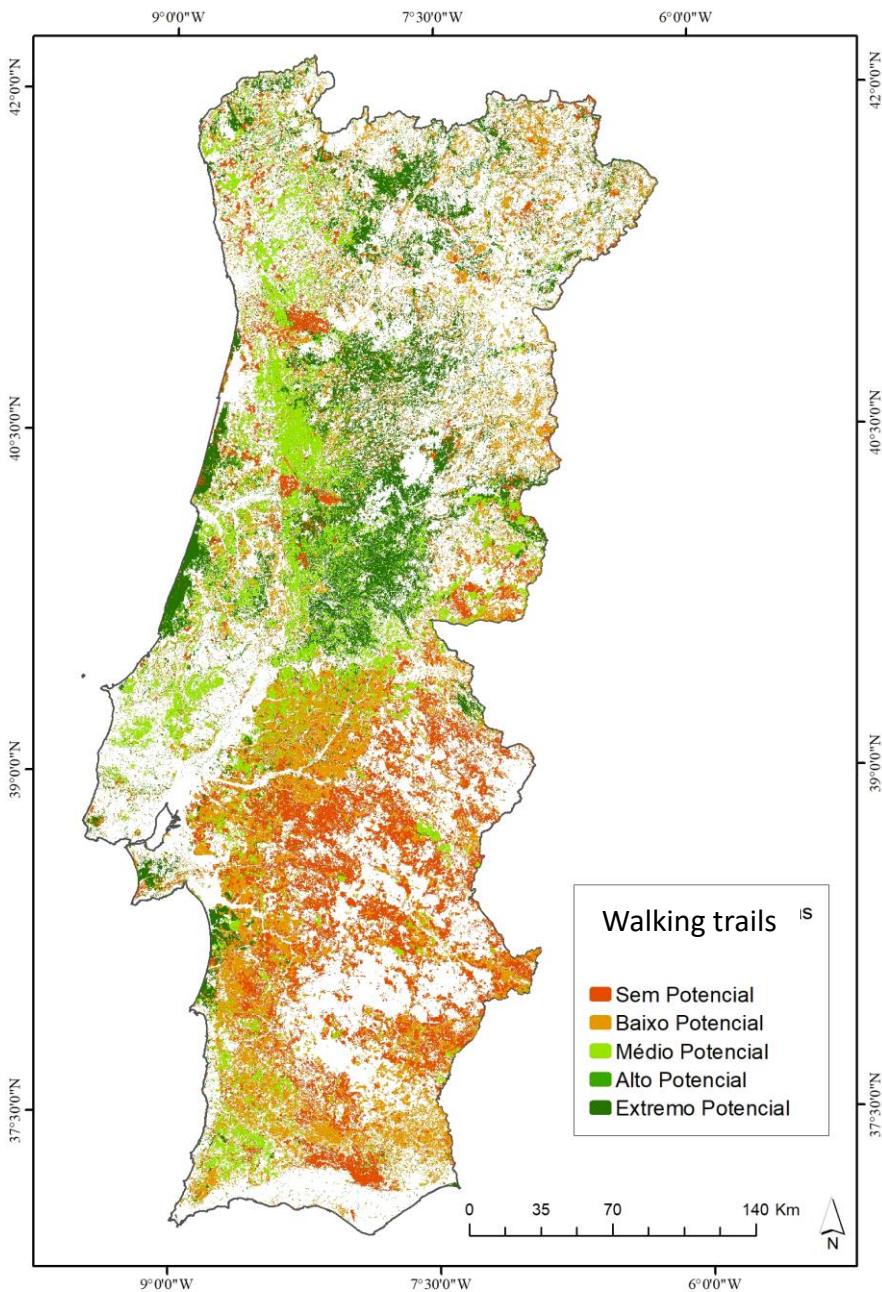 9°0'0"W 7°30'0"W 6°0'0"W
42°0'0"N 42°0'0"N
40°30'0"N 40°30'0"N
39°0'0"N 39°0'0"N
37°30'0"N 37°30'0"N
Walking trails is
Sem Potencial
Baixo Potencial
Médio Potencial
Alto Potencial
Extremo Potencial
0 35 70 140 Km
N
9°0'0"W 7°30'0"W 6°0'0"W